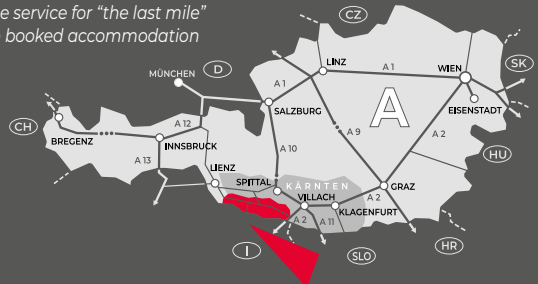 e service for “the last mile”
booked accommodation
CZ
LINZ
A 1
WIEN
SK
MÜNCHEN
D
A 1
SALZBURG
A
EISENSTADT
CH
A 12
A 9
A 2
BREGENZ
INNSBRUCK
A 10
HU
A 13
LIENZ
SPITTAL
KÄRNTEN
VILLACH
A 2
GRAZ
KLAGENFURT
A 2
A 11
I
SLO
HR